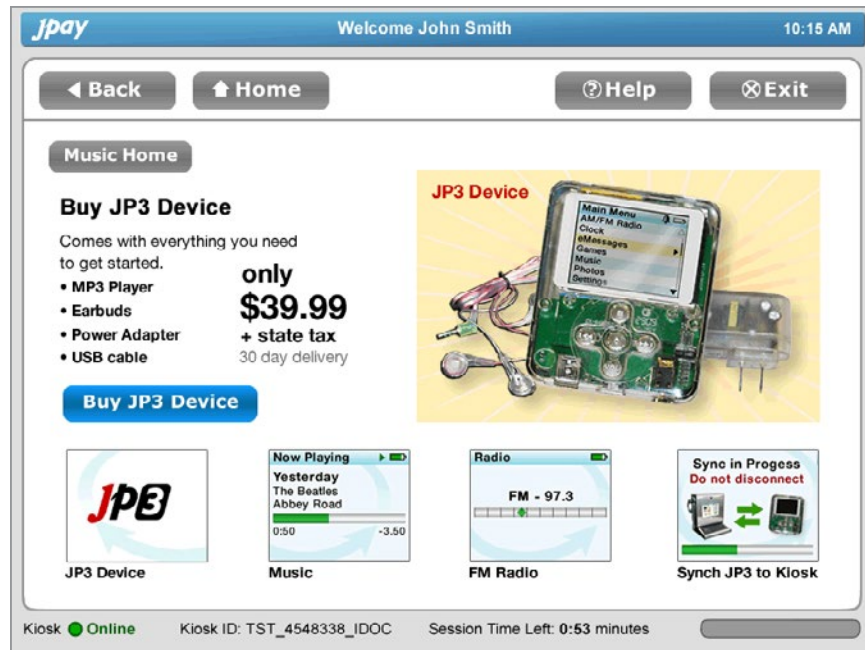 jpay
Welcome John Smith
10:15 AM
Back
Home
Help
Exit
Music Home
Buy JP3 Device
Comes with everything you need
to get started.
• MP3 Player
• Earbuds
• Power Adapter
• USB cable
only
$39.99
+ state tax
30 day delivery
Buy JP3 Device
JP3 Device
Main Menu
AM/FM Radio
Clock
eMessages
Games
Music
Photos
Settings
JP3
JP3 Device
Now Playing
Yesterday
The Beatles
Abbey Road
0:50
-3.50
Music
Radio
FM - 97.3
FM Radio
Sync in Progess
Do not disconnect
Synch JP3 to Kiosk
Kiosk Online
Kiosk ID: TST_4548338_IDOC
Session Time Left: 0:53 minutes